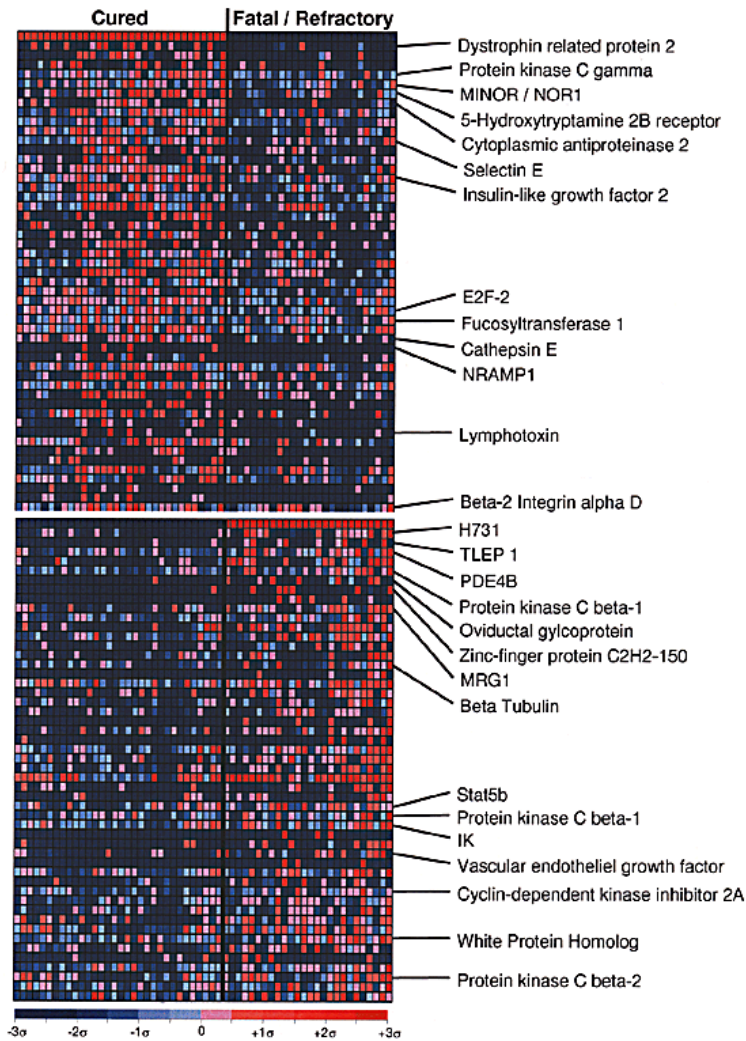 Cured
Fatal / Refractory
Dystrophin related protein 2
Protein kinase C gamma
MINOR / NOR1
5-Hydroxytryptamine 2B receptor
Cytoplasmic antiproteinase 2
Selectin E
Insulin-like growth factor 2
E2F-2
Fucosyltransferase 1
Cathepsin E
NRAMP1
Lymphotoxin
Beta-2 Integrin alpha D
H731
TLEP 1
PDE4B
Protein kinase C beta-1
Oviductal gylcoprotein
Zinc-finger protein C2H2-150
MRG1
Beta Tubulin
Stat5b
Protein kinase C beta-1
IK
Vascular endotheliel growth factor
Cyclin-dependent kinase inhibitor 2A
White Protein Homolog
Protein kinase C beta-2
-3σ -2σ -1σ 0 +1σ +2σ +3σ